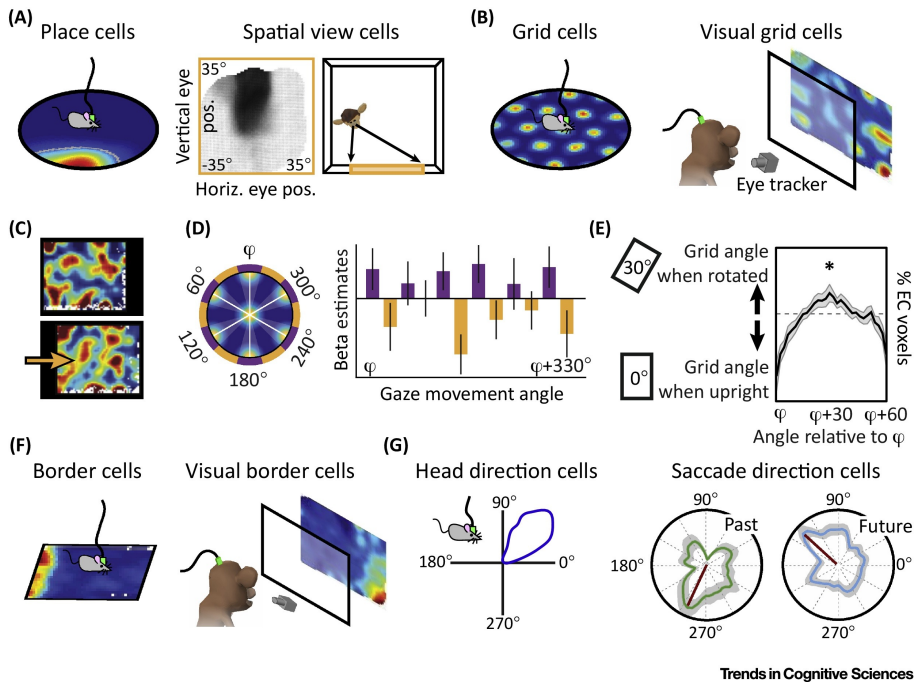 (A)
Place cells
Spatial view cells
Vertical eye
pos.
35°
-35°
35°
Horiz. eye pos.
(B)
Grid cells
Visual grid cells
Eye tracker
(C)
(D)
φ
60°
300°
120°
240°
180°
Beta estimates
φ
φ+330°
Gaze movement angle
(E)
30°
Grid angle
when rotated
*
0°
Grid angle
when upright
% EC voxels
φ
φ+30
φ+60
Angle relative to φ
(F)
Border cells
Visual border cells
(G)
Head direction cells
90°
180°
0°
270°
Saccade direction cells
90°
Past
180°
270°
90°
Future
0°
270°
Trends in Cognitive Sciences